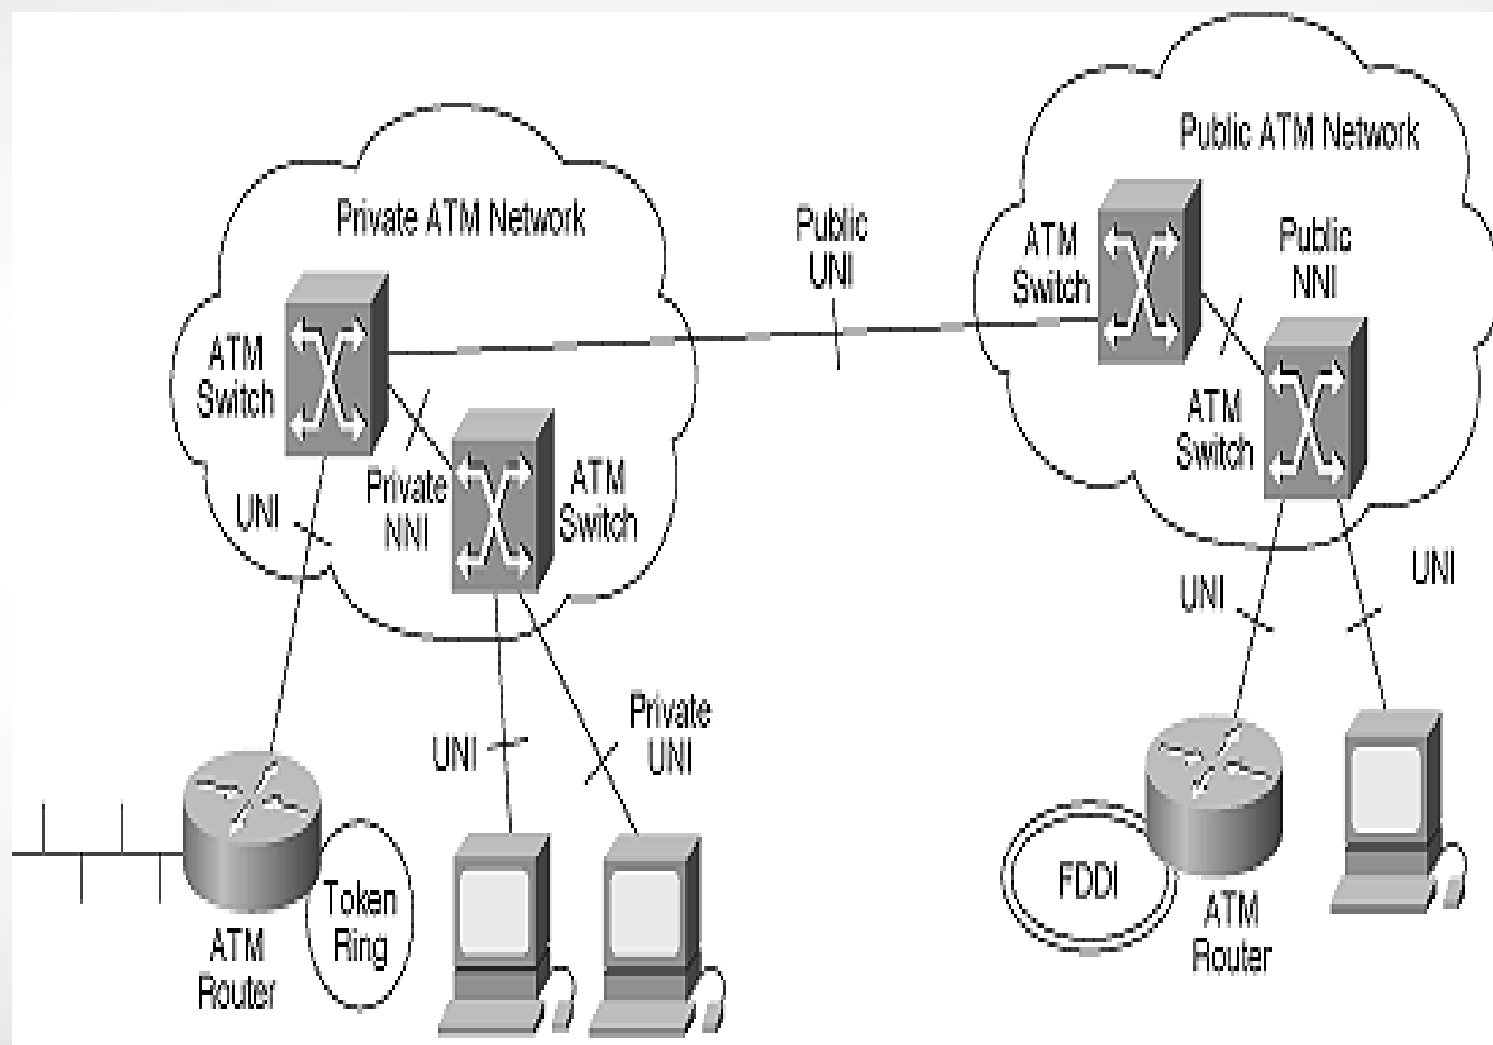 Public ATM Network
Private ATM Network
Public
UNI
ATM
Switch
Public
NNI
ATM
Switch
ATM
Switch
Private
NNI
ATM
Switch
UNI
UNI
UNI
UNI
Private
UNI
Token
Ring
ATM
Router
FDDI
ATM
Router